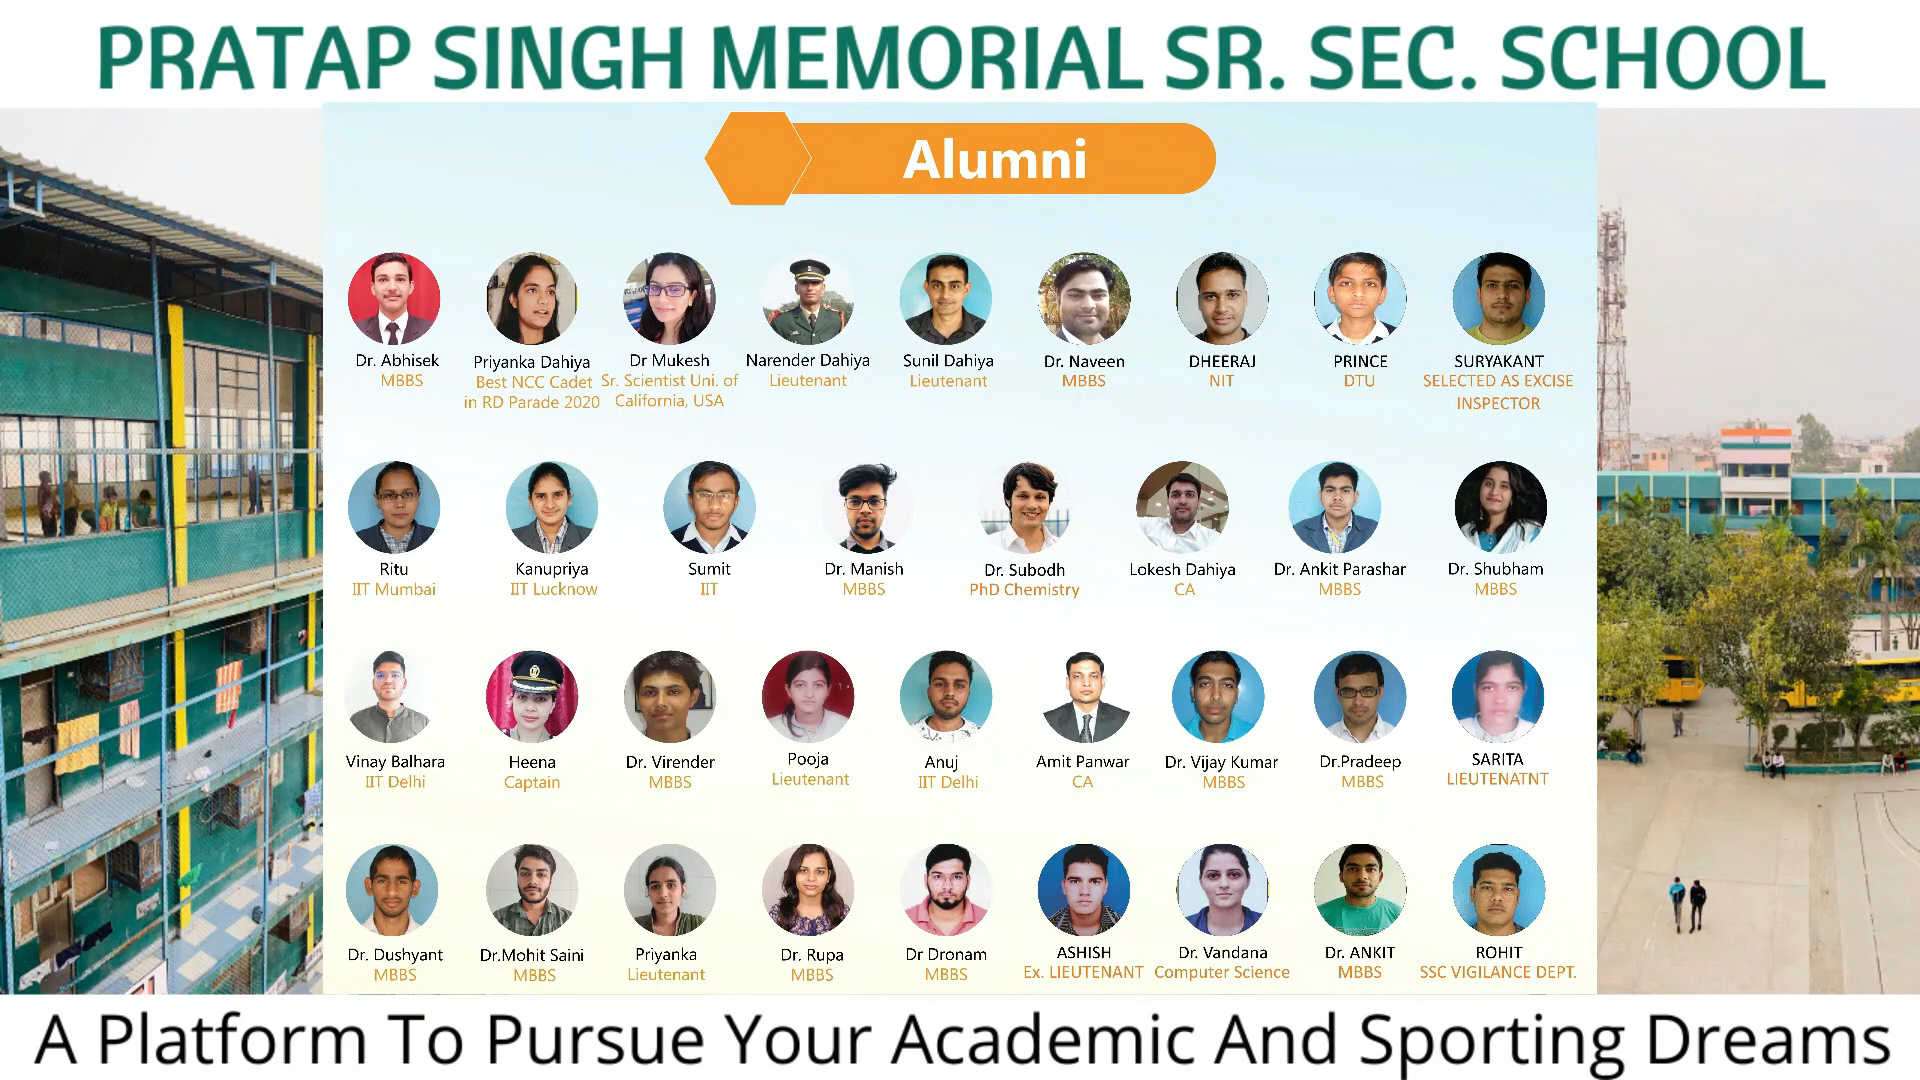 PRATAP SINGH MEMORIAL SR. SEC. SCHOOL
Alumni
Dr. Abhisek
MBBS
Priyanka Dahiya
Best NCC Cadet
in RD Parade 2020
Dr Mukesh
Sr. Scientist Uni. of
California, USA
Narender Dahiya
Lieutenant
Sunil Dahiya
Lieutenant
Dr. Naveen
MBBS
DHEERAJ
NIT
PRINCE
DTU
SURYAKANT
SELECTED AS EXCISE
INSPECTOR
Ritu
IIT Mumbai
Kanupriya
IIT Lucknow
Sumit
IIT
Dr. Manish
MBBS
Dr. Subodh
PhD Chemistry
Lokesh Dahiya
CA
Dr. Ankit Parashar
MBBS
Dr. Shubham
MBBS
Vinay Balhara
IIT Delhi
Heena
Captain
Dr. Virender
MBBS
Pooja
Lieutenant
Anuj
IIT Delhi
Amit Panwar
CA
Dr. Vijay Kumar
MBBS
Dr.Pradeep
MBBS
SARITA
LIEUTENATNT
Dr. Dushyant
MBBS
Dr.Mohit Saini
MBBS
Priyanka
Lieutenant
Dr. Rupa
MBBS
Dr Dronam
MBBS
ASHISH
Ex. LIEUTENANT
Dr. Vandana
Computer Science
Dr. ANKIT
MBBS
ROHIT
SSC VIGILANCE DEPT.
A Platform To Pursue Your Academic And Sporting Dreams